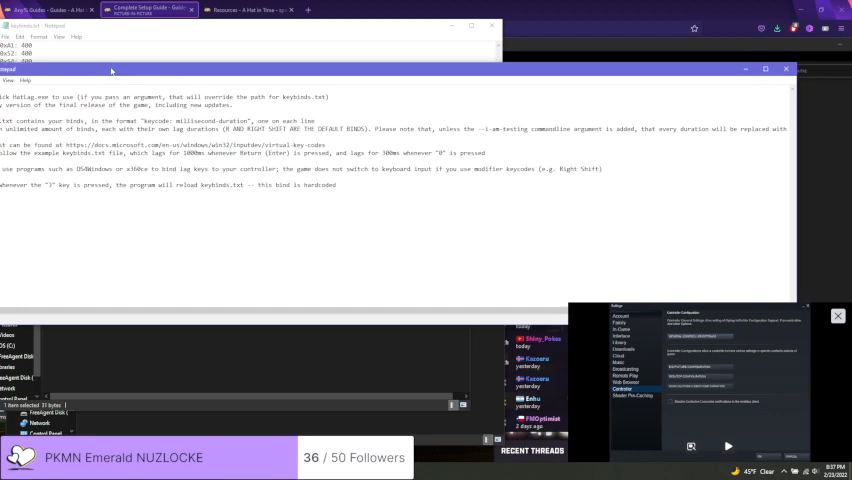 Any% Guides - Guides - A Hat
Complete Setup Guide - Guides
PICTURE-IN-PICTURE
Resources - A Hat in Time - sp
keybinds.txt - Notepad
File Edit Format View Help
0xA1: 400
0x52: 400
View Help
ick HatLag.exe to use (if you pass an argument, that will override the path for keybinds.txt)
y version of the final release of the game, including new updates.
.txt contains your binds, in the format "keycode: millisecond-duration", one on each line
n unlimited amount of binds, each with their own lag durations (R AND RIGHT SHIFT ARE THE DEFAULT BINDS). Please note that, unless the --i-am-testing commandline argument is added, that every duration will be replaced with
st can be found at https://docs.microsoft.com/en-us/windows/win32/inputdev/virtual-key-codes
ollow the example keybinds.txt file, which lags for 1000ms whenever Return (Enter) is pressed, and lags for 300ms whenever "0" is pressed
use programs such as DS4Windows or x360ce to bind lag keys to your controller; the game does not switch to keyboard input if you use modifier keycodes (e.g. Right Shift)
whenever the "]" key is pressed, the program will reload keybinds.txt -- this bind is hardcoded
Videos
OS (C:)
FreeAgent Disk
braries
etwork
1 item selected 31 bytes
FreeAgent Disk (
Network
Control Panel
today
Shiny_Pokes
today
Kazoeru
yesterday
Kazoeru
yesterday
Enhu
yesterday
FMOptimist
2 days ago
RECENT THREADS
Settings
Account
Family
In-Game
Interface
Library
Downloads
Cloud
Music
Broadcasting
Remote Play
Web Browser
Controller
Shader Pre-Caching
Controller Configuration
PKMN Emerald NUZLOCKE
36 / 50 Followers
45°F Clear
8:37 PM
2/23/2022